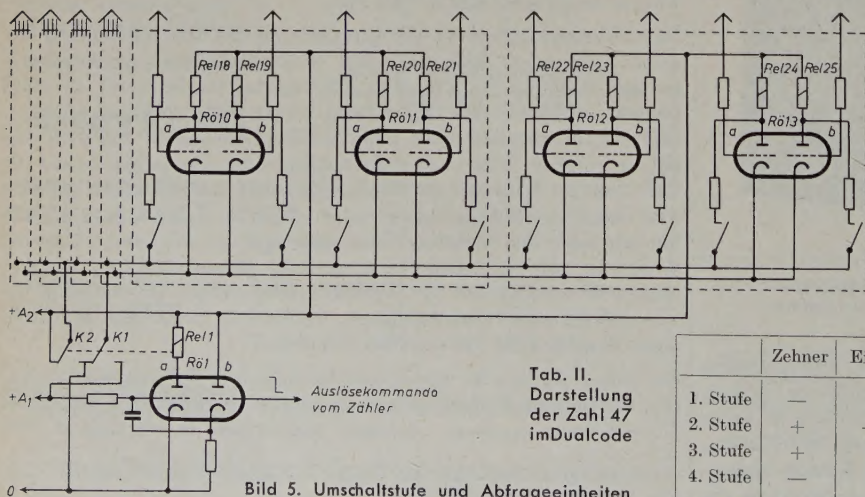 Rel18 Rel19 Rel20 Rel21 Rel22 Rel23 Rel24 Rel25
a Rö10 b Rö11 a Rö12 b a Rö13 b
+A2
K2 K1 Rel1
a Rö1 b
+A1
Auslösekommando
vom Zähler
0
Bild 5. Umschaltstufe und Abfrageeinheiten
Tab. II.
Darstellung
der Zahl 47
imDualcode
Zehner
1. Stufe —
2. Stufe +
3. Stufe +
4. Stufe —